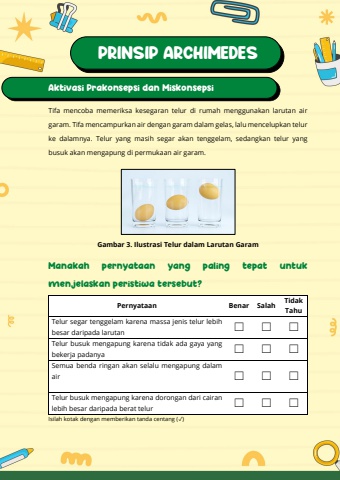 PRINSIP ARCHIMEDES
Aktivasi Prakonsepsi dan Miskonsepsi
Tifa mencoba memeriksa kesegaran telur di rumah menggunakan larutan air
garam. Tifa mencampurkan air dengan garam dalam gelas, lalu mencelupkan telur
ke dalamnya. Telur yang masih segar akan tenggelam, sedangkan telur yang
busuk akan mengapung di permukaan air garam.
Gambar 3. Ilustrasi Telur dalam Larutan Garam
Manakah pernyataan yang paling tepat untuk
menjelaskan peristiwa tersebut?
Pernyataan Benar Salah Tidak Tahu
Telur segar tenggelam karena massa jenis telur lebih
besar daripada larutan
Telur busuk mengapung karena tidak ada gaya yang
bekerja padanya
Semua benda ringan akan selalu mengapung dalam
air
Telur busuk mengapung karena dorongan dari cairan
lebih besar daripada berat telur
Isilah kotak dengan memberikan tanda centang (✓)